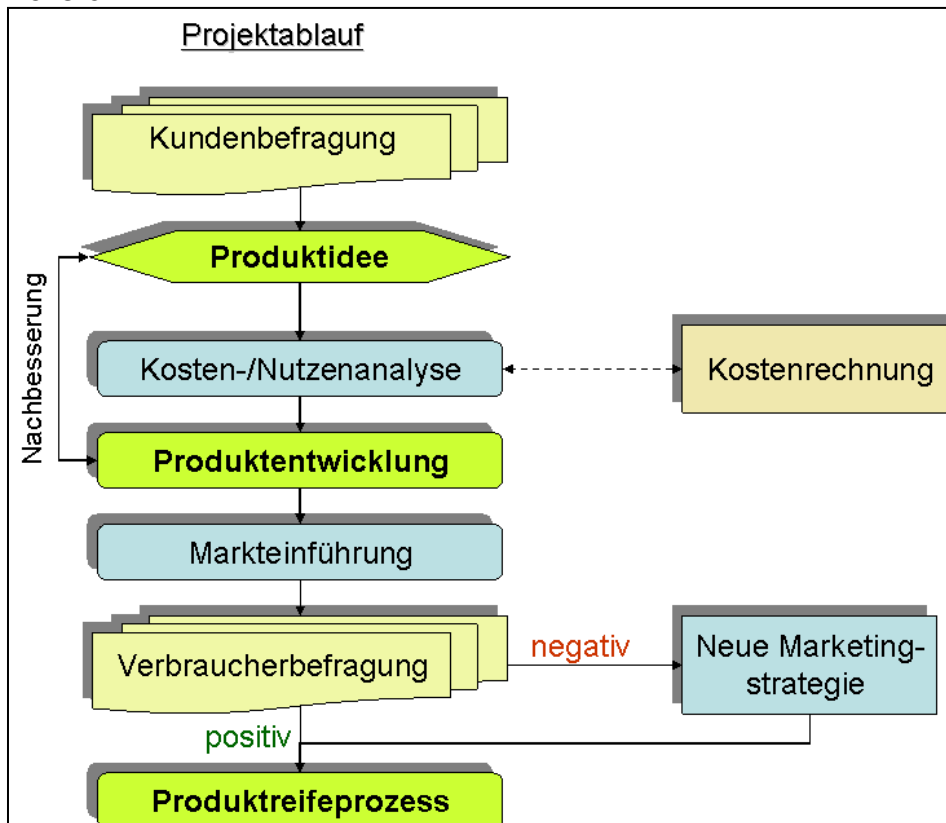 Projektablauf
Kundenbefragung
Produktidee
Nachbesserung
Kosten-/Nutzenanalyse
Kostenrechnung
Produktentwicklung
Markteinführung
Verbraucherbefragung
negativ
Neue Marketing-
strategie
positiv
Produktreifeprozess